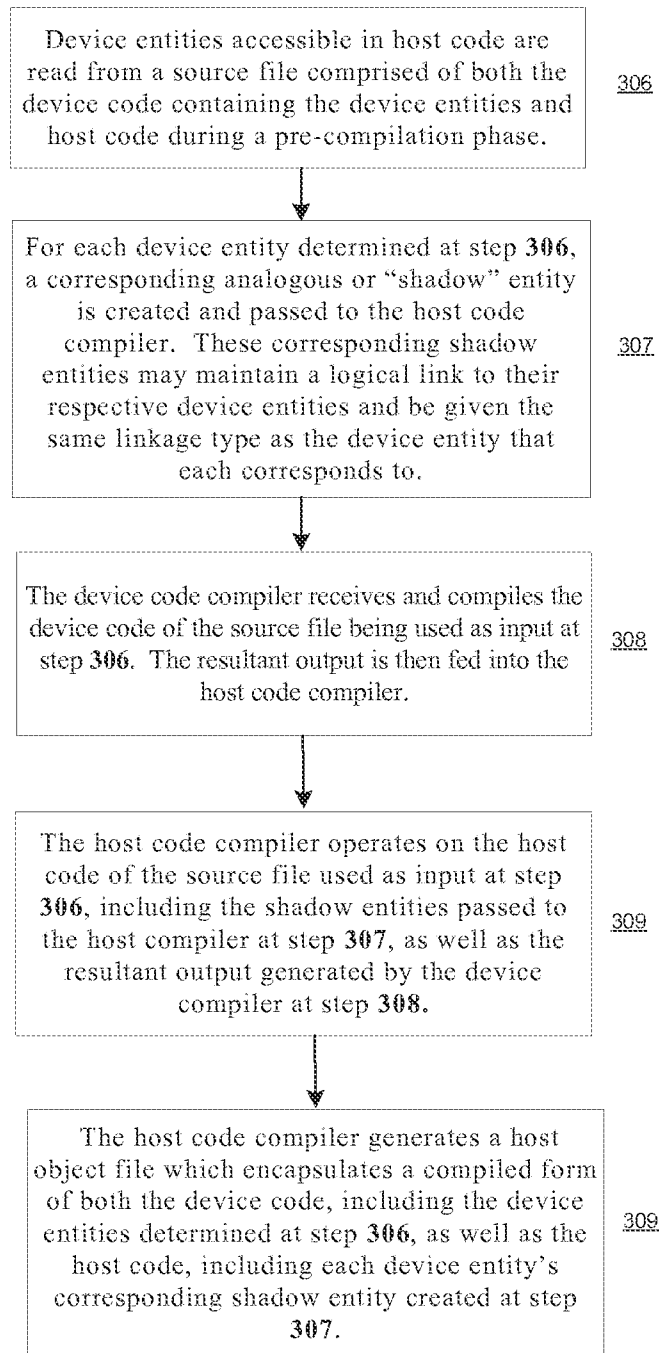 Device entities accessible in host code are
read from a source file comprised of both the
device code containing the device entities and
host code during a pre-compilation phase.
306
For each device entity determined at step 306,
a corresponding analogous or “shadow” entity
is created and passed to the host code
compiler. These corresponding shadow
entities may maintain a logical link to their
respective device entities and be given the
same linkage type as the device entity that
each corresponds to.
307
The device code compiler receives and compiles the
device code of the source file being used as input at
step 306. The resultant output is then fed into the
host code compiler.
308
The host code compiler operates on the host
code of the source file used as input at step
306, including the shadow entities passed to
the host compiler at step 307, as well as the
resultant output generated by the device
compiler at step 308.
309
The host code compiler generates a host
object file which encapsulates a compiled form
of both the device code, including the device
entities determined at step 306, as well as the
host code, including each device entity’s
corresponding shadow entity created at step
307.
309